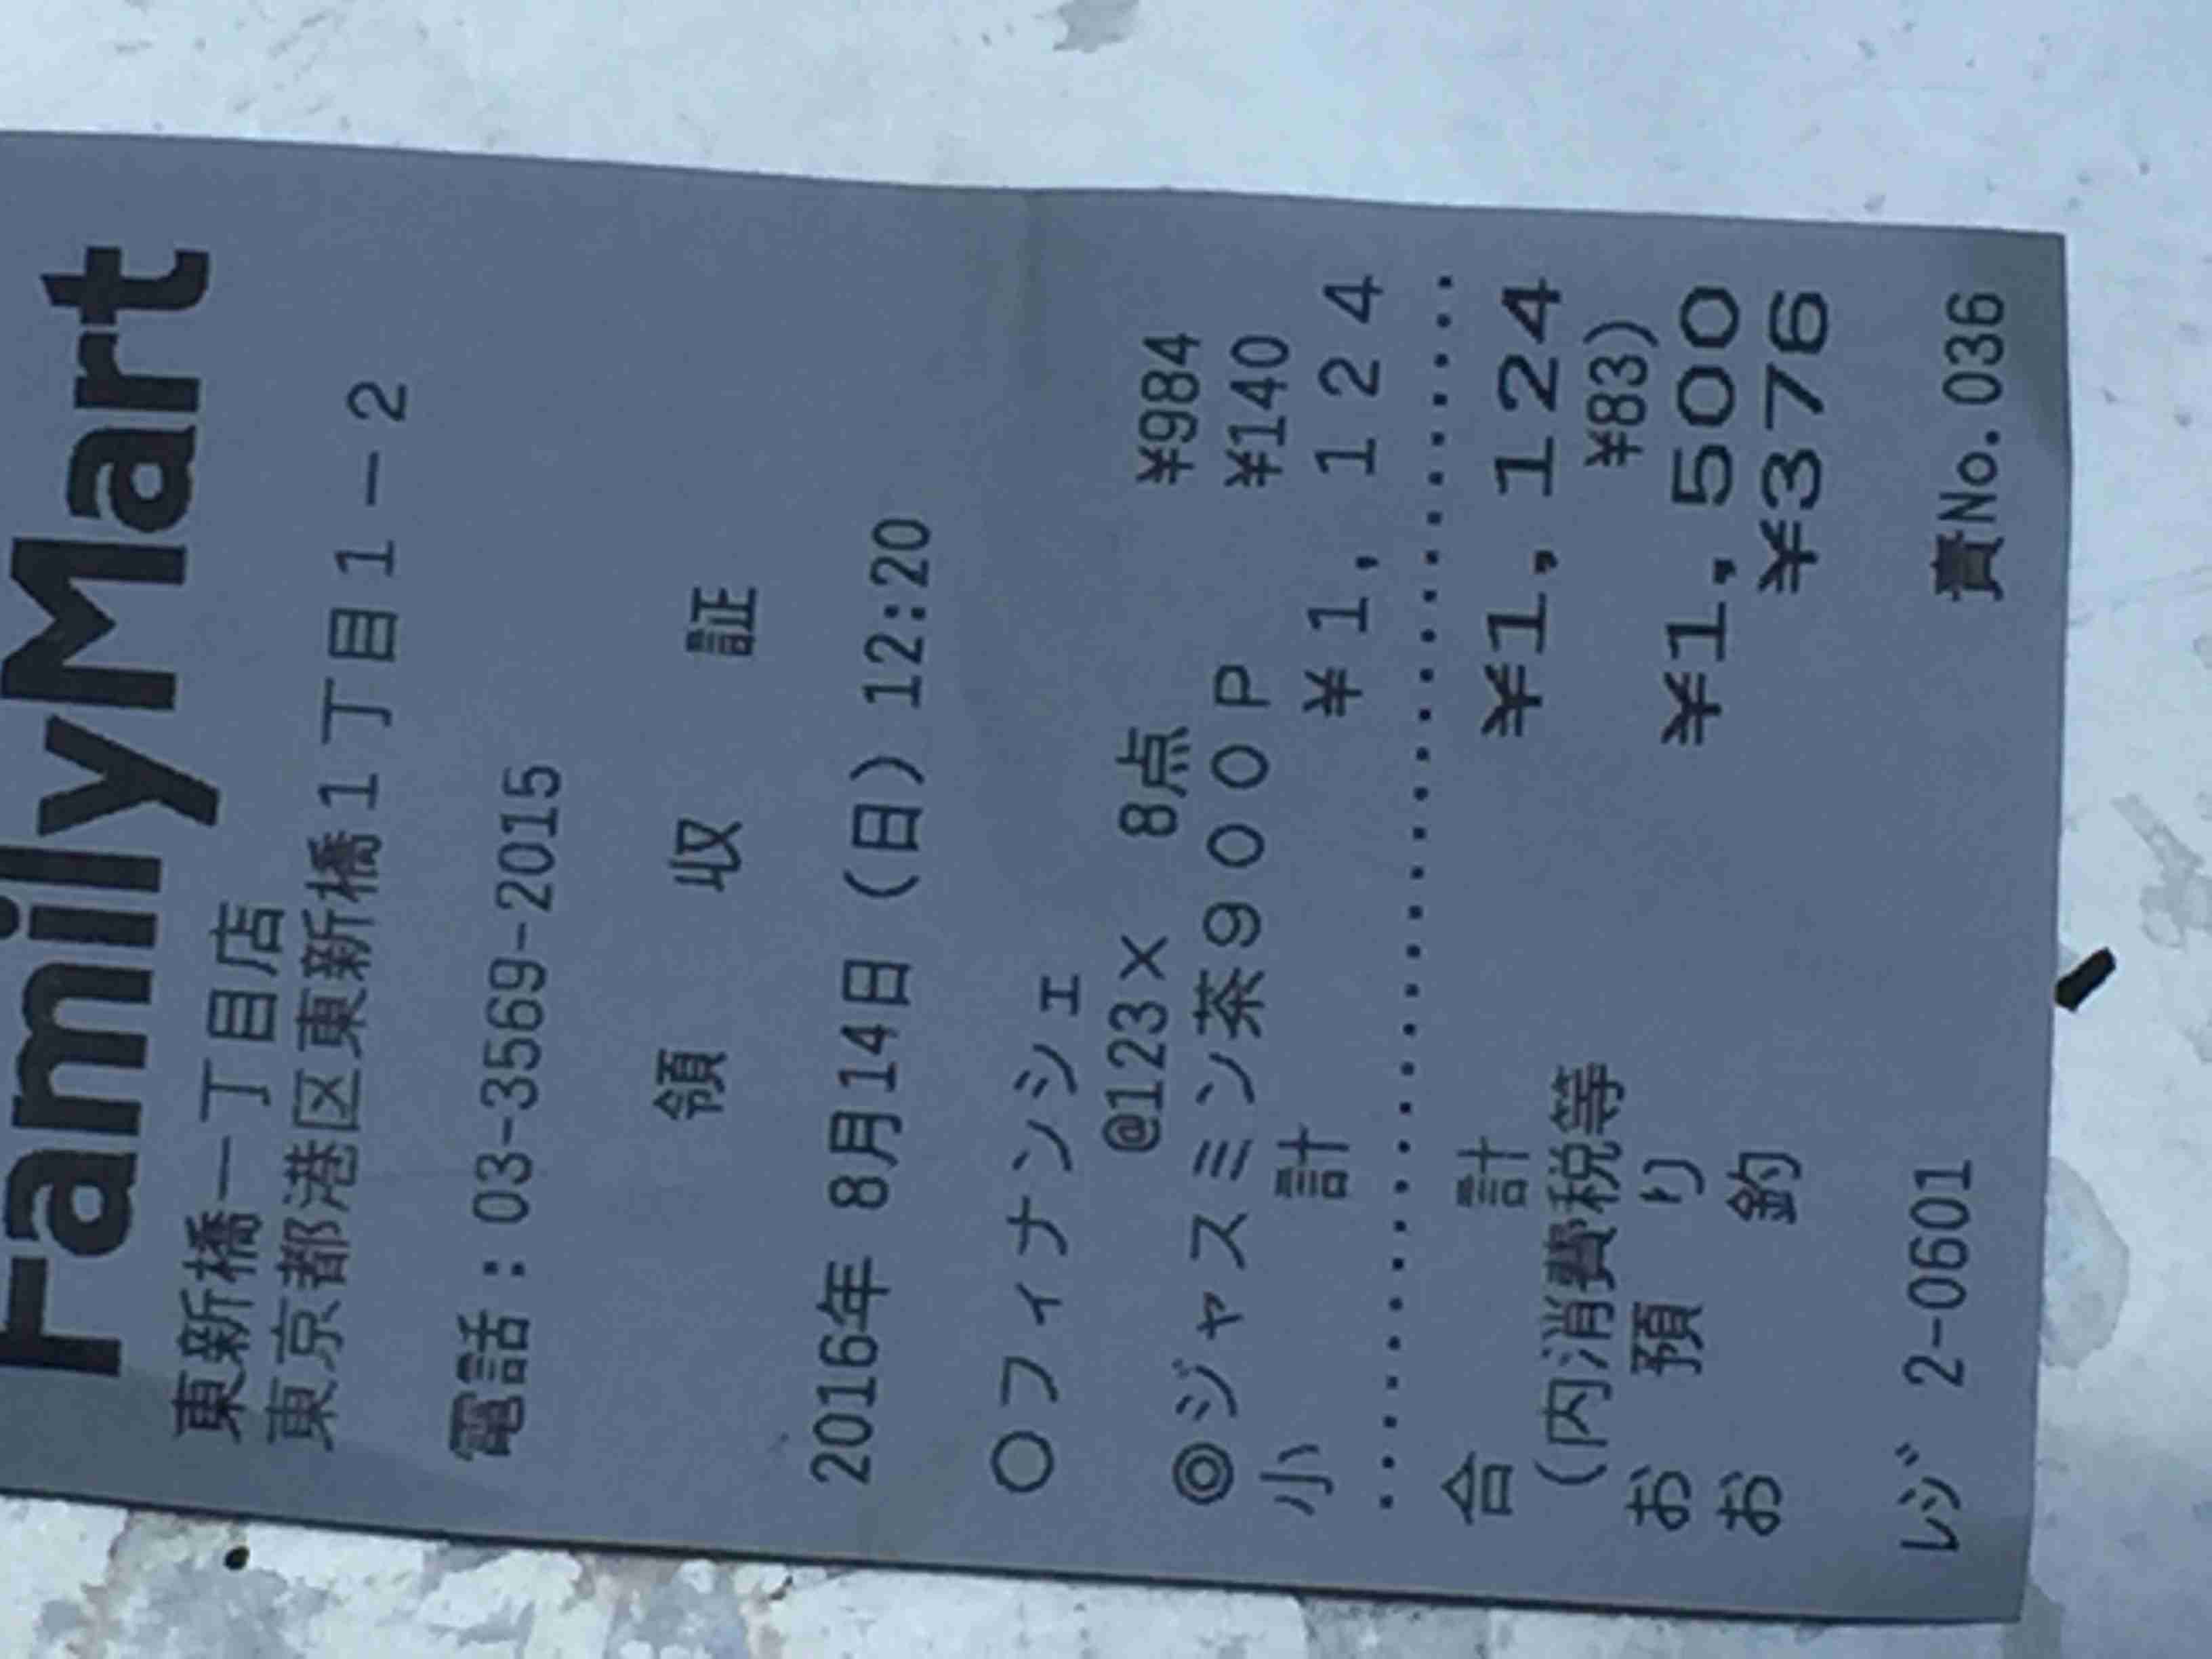 FamilyMart
東新橋一丁目店
東京都港区東新橋1丁目1-2
電話:03-3569-2015
領収証
2016年 8月14日(日)12:20
○フィナンシェ
@123× 8点 ¥984
◎ジャスミン茶900P ¥140
小計 ¥1,124
合計 ¥1,124
(内消費税等 ¥83)
お預り ¥1,500
お釣 ¥376
レジ 2-0601 責No.036